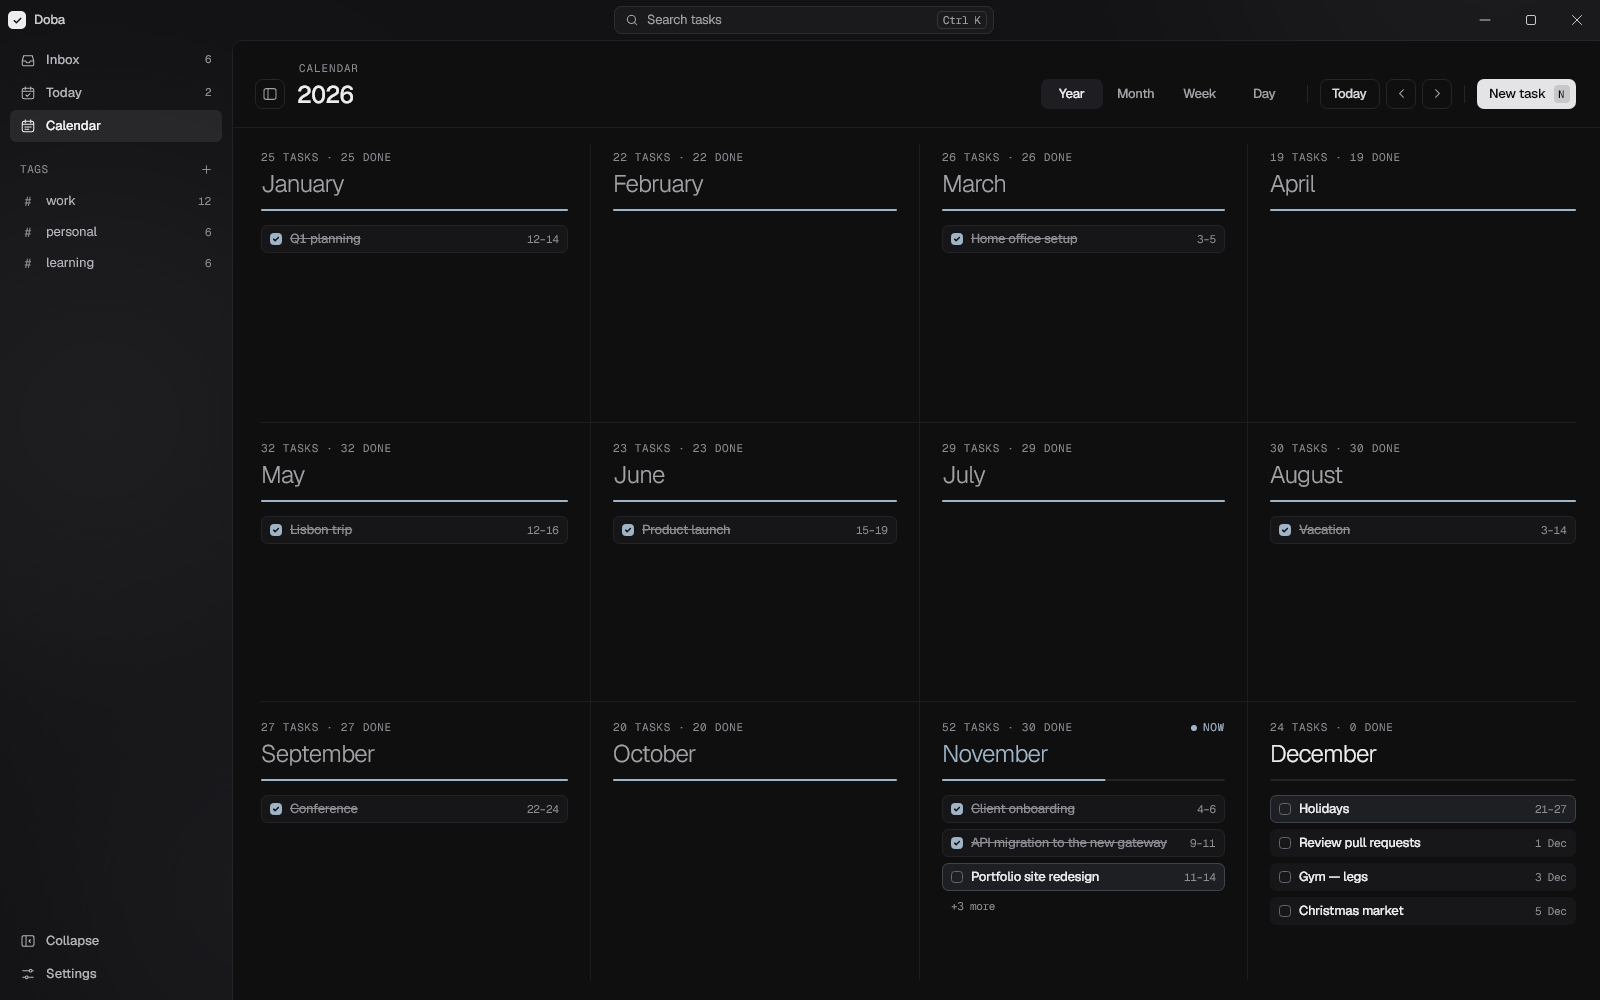 Doba
Search tasks
Ctrl K
Inbox 6
Today 2
Calendar
TAGS +
# work 12
# personal 6
# learning 6
Collapse
Settings
CALENDAR
2026
Year Month Week Day
Today
New task N
25 TASKS · 25 DONE
January
Q1 planning 12–14
22 TASKS · 22 DONE
February
26 TASKS · 26 DONE
March
Home office setup 3–5
19 TASKS · 19 DONE
April
32 TASKS · 32 DONE
May
Lisbon trip 12–16
23 TASKS · 23 DONE
June
Product launch 15–19
29 TASKS · 29 DONE
July
30 TASKS · 30 DONE
August
Vacation 3–14
27 TASKS · 27 DONE
September
Conference 22–24
20 TASKS · 20 DONE
October
52 TASKS · 30 DONE NOW
November
Client onboarding 4–6
API migration to the new gateway 9–11
Portfolio site redesign 11–14
+3 more
24 TASKS · 0 DONE
December
Holidays 21–27
Review pull requests 1 Dec
Gym — legs 3 Dec
Christmas market 5 Dec